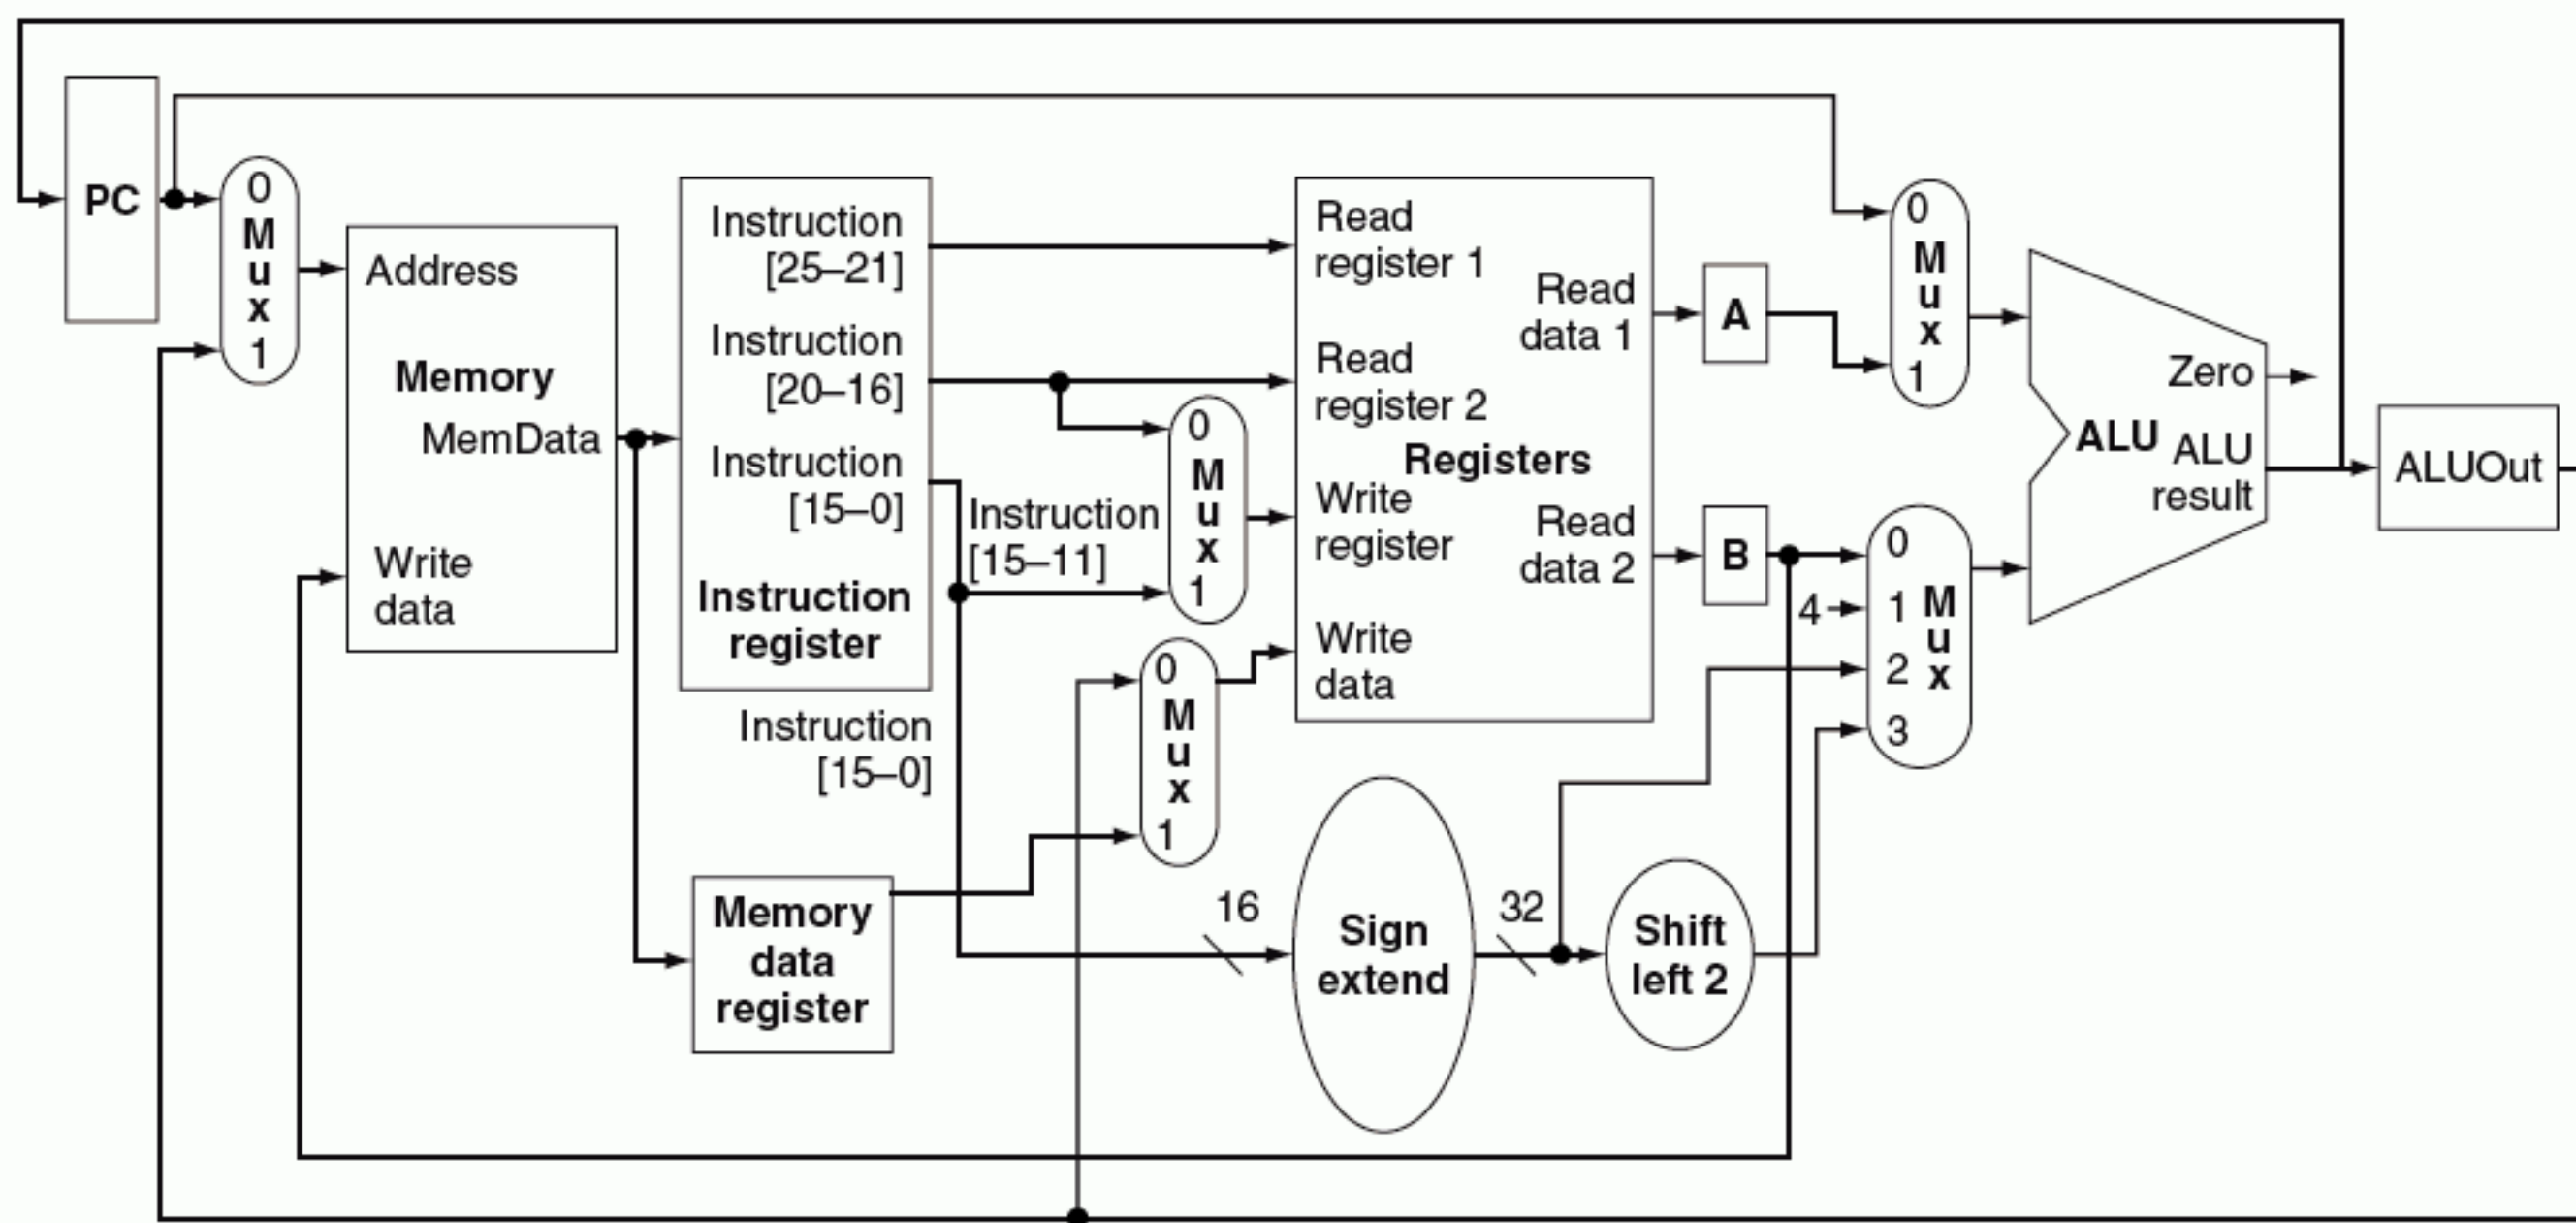 PC
0
M
u
x
1
Address
Memory
MemData
Write
data
Instruction
[25–21]
Instruction
[20–16]
Instruction
[15–0]
Instruction
register
Instruction
[15–0]
Memory
data
register
Instruction
[15–11]
0
M
u
x
1
0
M
u
x
1
Read
register 1
Read
register 2
Registers
Write
register
Write
data
Read
data 1
Read
data 2
16
Sign
extend
32
Shift
left 2
A
B
4
0
M
u
x
1
0
1
2
3
M
u
x
Zero
ALU
ALU
result
ALUOut